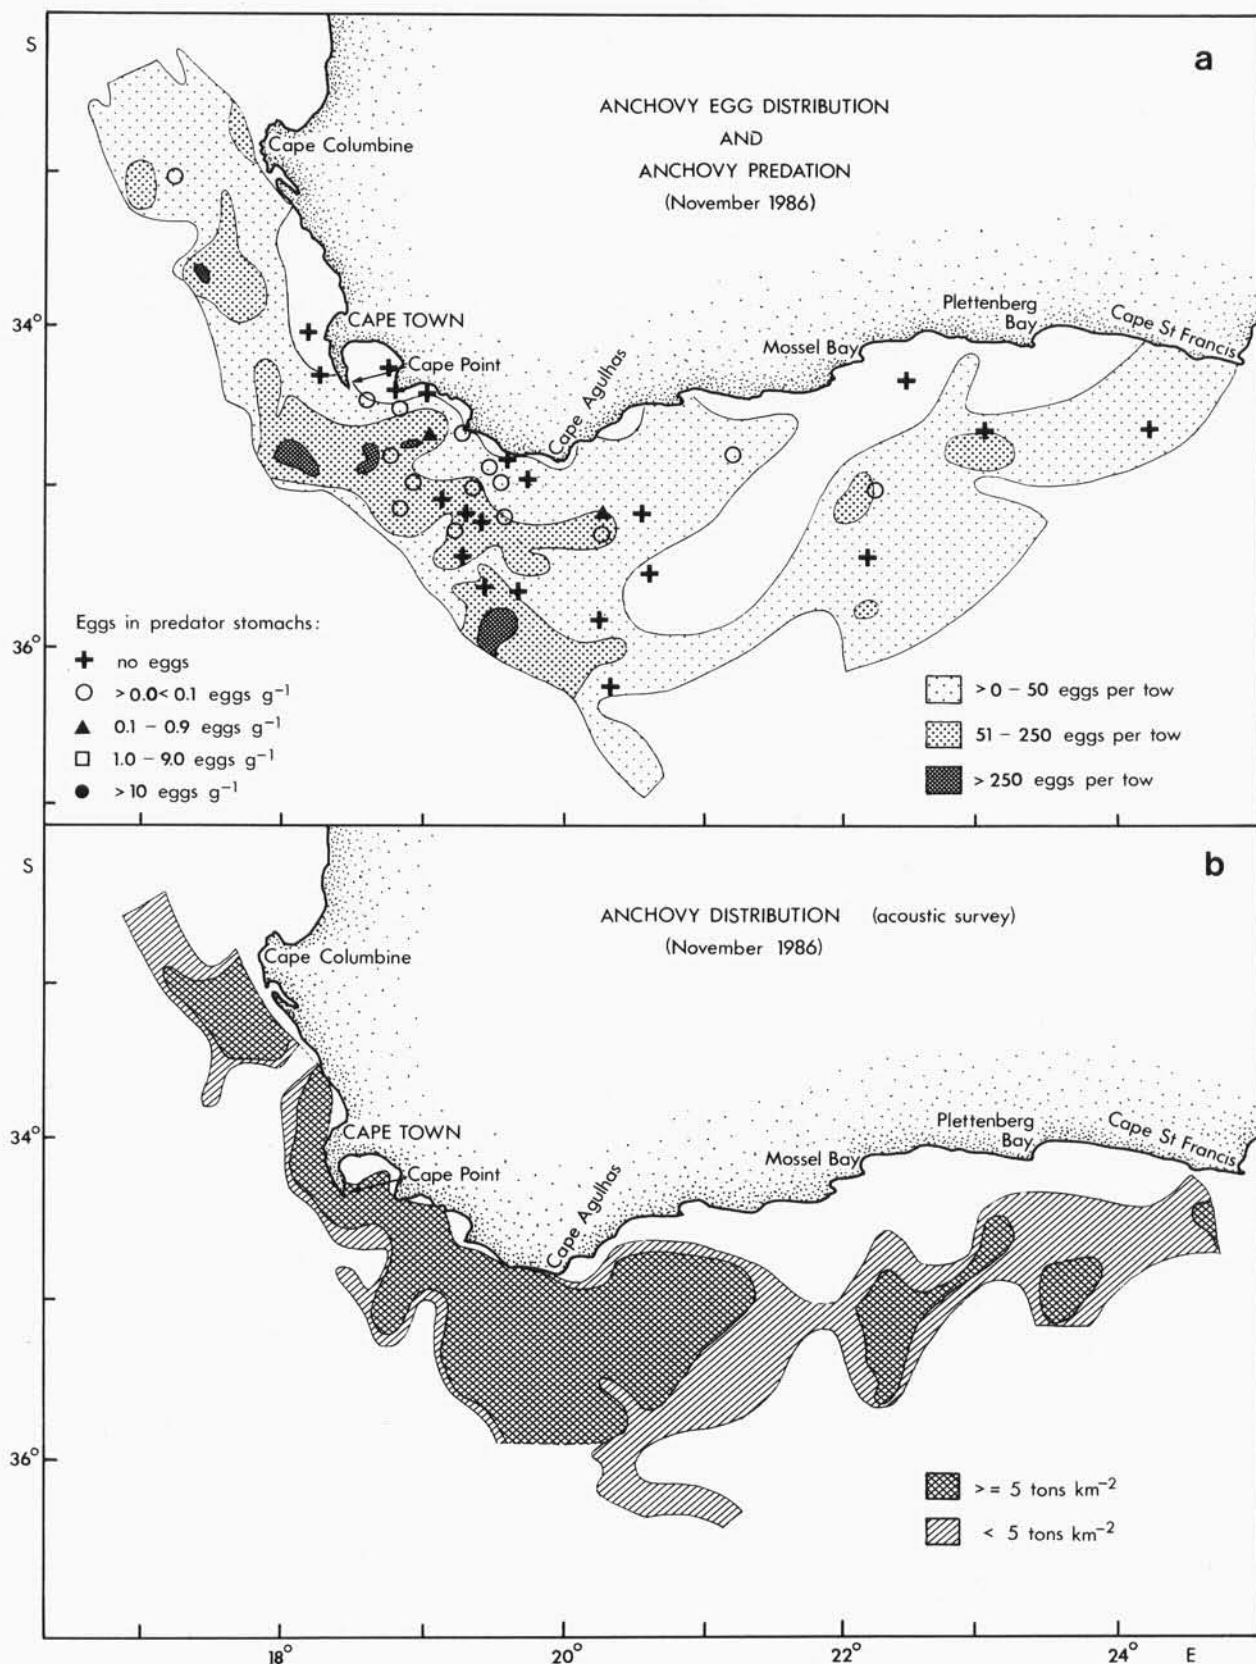 S
a
ANCHOVY EGG DISTRIBUTION
AND
ANCHOVY PREDATION
(November 1986)
Cape Columbine
34°
CAPE TOWN
Cape Point
Cape Agulhas
Mossel Bay
Plettenberg
Bay
Cape St Francis
36°
Eggs in predator stomachs:
no eggs
>0.0<0.1 eggs g⁻¹
0.1 – 0.9 eggs g⁻¹
1.0 – 9.0 eggs g⁻¹
>10 eggs g⁻¹
>0 – 50 eggs per tow
51 – 250 eggs per tow
>250 eggs per tow
S
b
ANCHOVY DISTRIBUTION (acoustic survey)
(November 1986)
Cape Columbine
34°
CAPE TOWN
Cape Point
Cape Agulhas
Mossel Bay
Plettenberg
Bay
Cape St Francis
36°
>= 5 tons km⁻²
< 5 tons km⁻²
18° 20° 22° 24° E